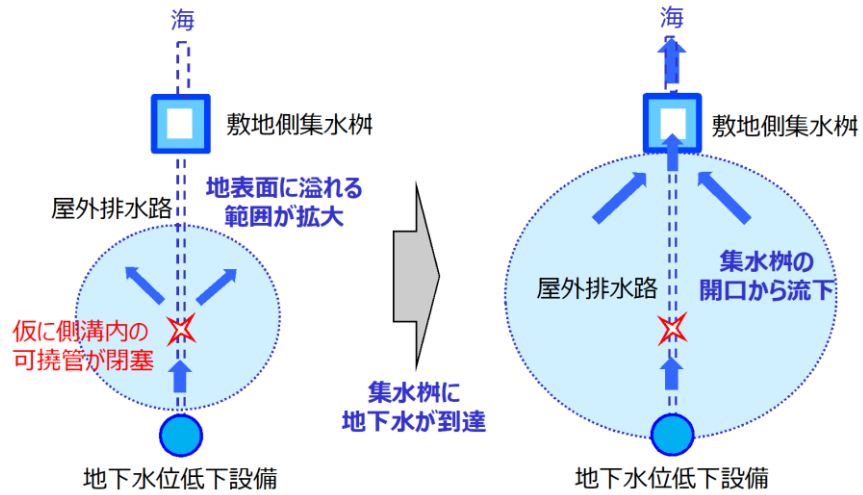 海
敷地側集水桝
地表面に溢れる
範囲が拡大
屋外排水路
仮に側溝内の
可撓管が閉塞
地下水位低下設備
集水桝に
地下水が到達
海
敷地側集水桝
集水桝の
開口から流下
屋外排水路
地下水位低下設備